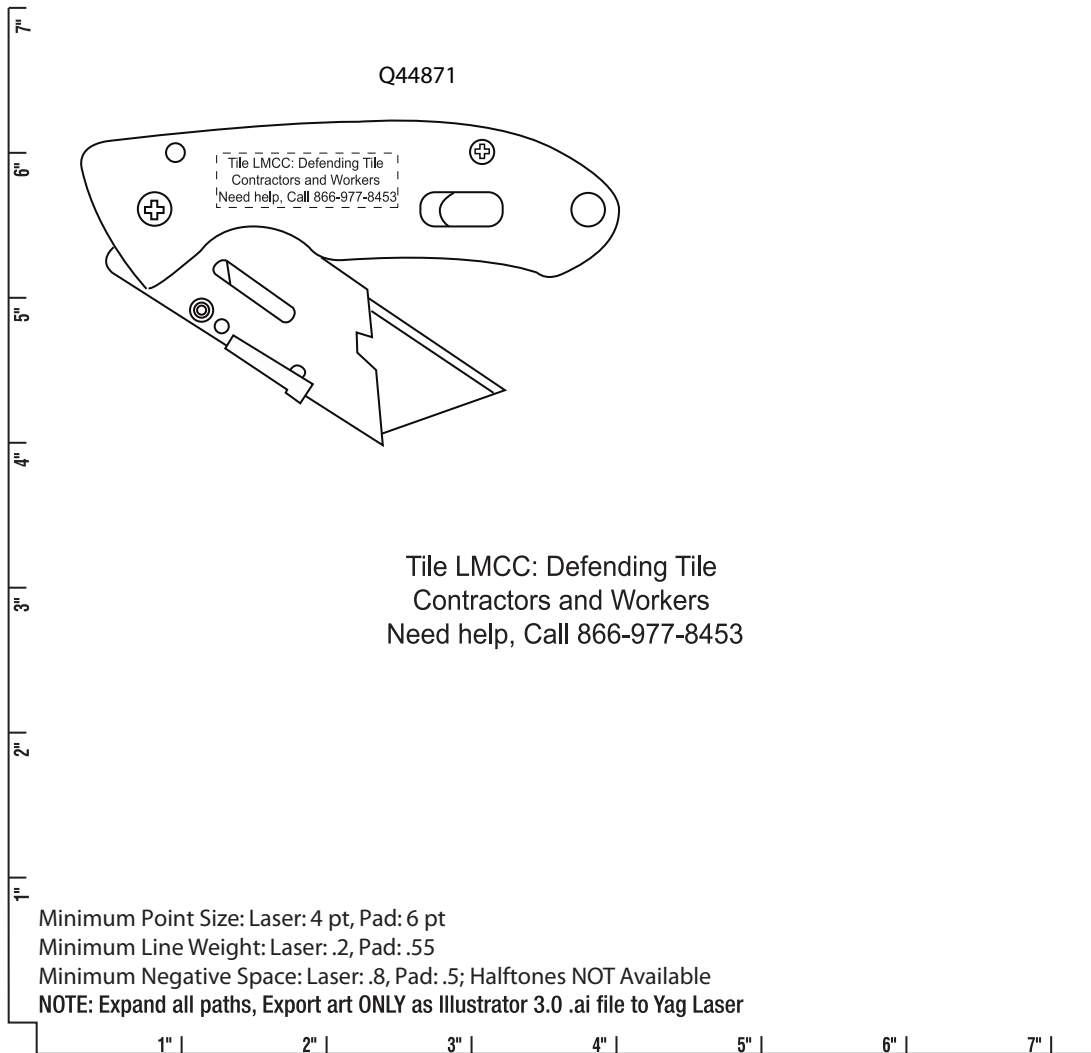 7"
Q44871
6"
Tile LMCC: Defending Tile
Contractors and Workers
Need help, Call 866-977-8453
5"
4"
Tile LMCC: Defending Tile
Contractors and Workers
Need help, Call 866-977-8453
3"
2"
1"
Minimum Point Size: Laser: 4 pt, Pad: 6 pt
Minimum Line Weight: Laser: .2, Pad: .55
Minimum Negative Space: Laser: .8, Pad: .5; Halftones NOT Available
NOTE: Expand all paths, Export art ONLY as Illustrator 3.0 .ai file to Yag Laser
1" 2" 3" 4" 5" 6" 7"